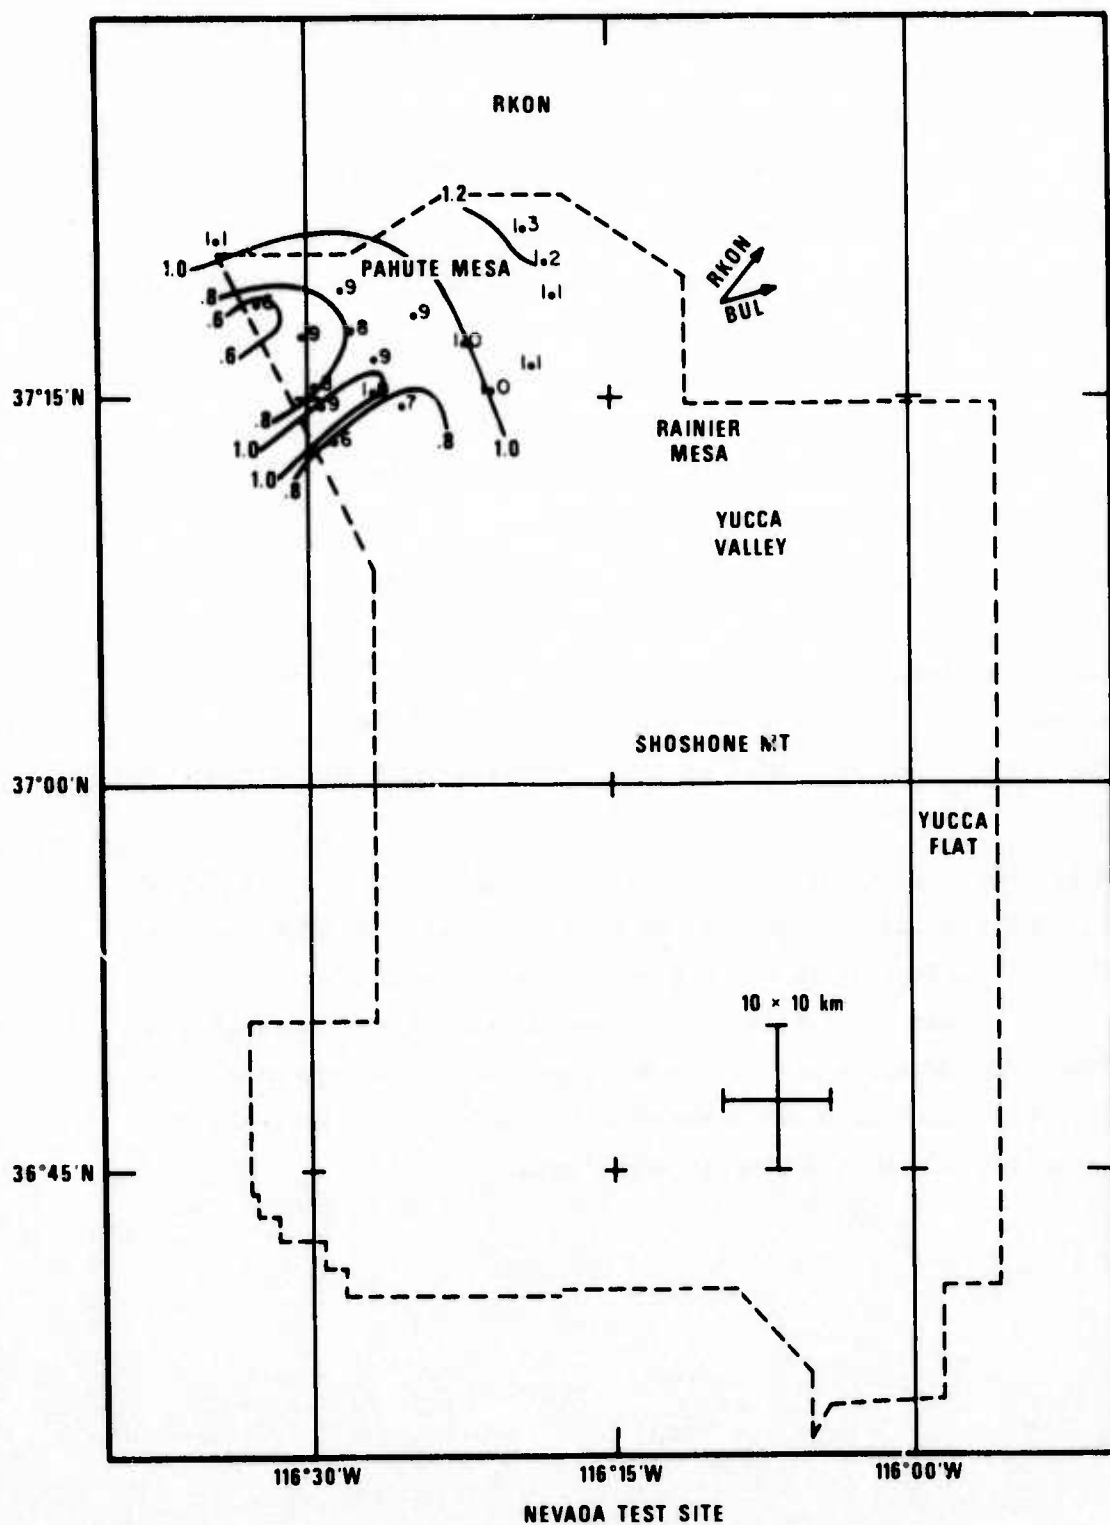 RKON
1.2
1.3
1.1
1.2
1.0
PAHUTE MESA
RKON
BUL
1.1
.9
.8
.6
.6
.9
.9
.8
1.0
.6
.9
1.1
37°15'N
.8
.9
.7
1.0
.8
1.0
.6
.8
1.0
1.0
.8
RAINIER
MESA
YUCCA
VALLEY
SHOSHONE MT
37°00'N
YUCCA
FLAT
10 × 10 km
36°45'N
116°30'W
116°15'W
116°00'W
NEVADA TEST SITE